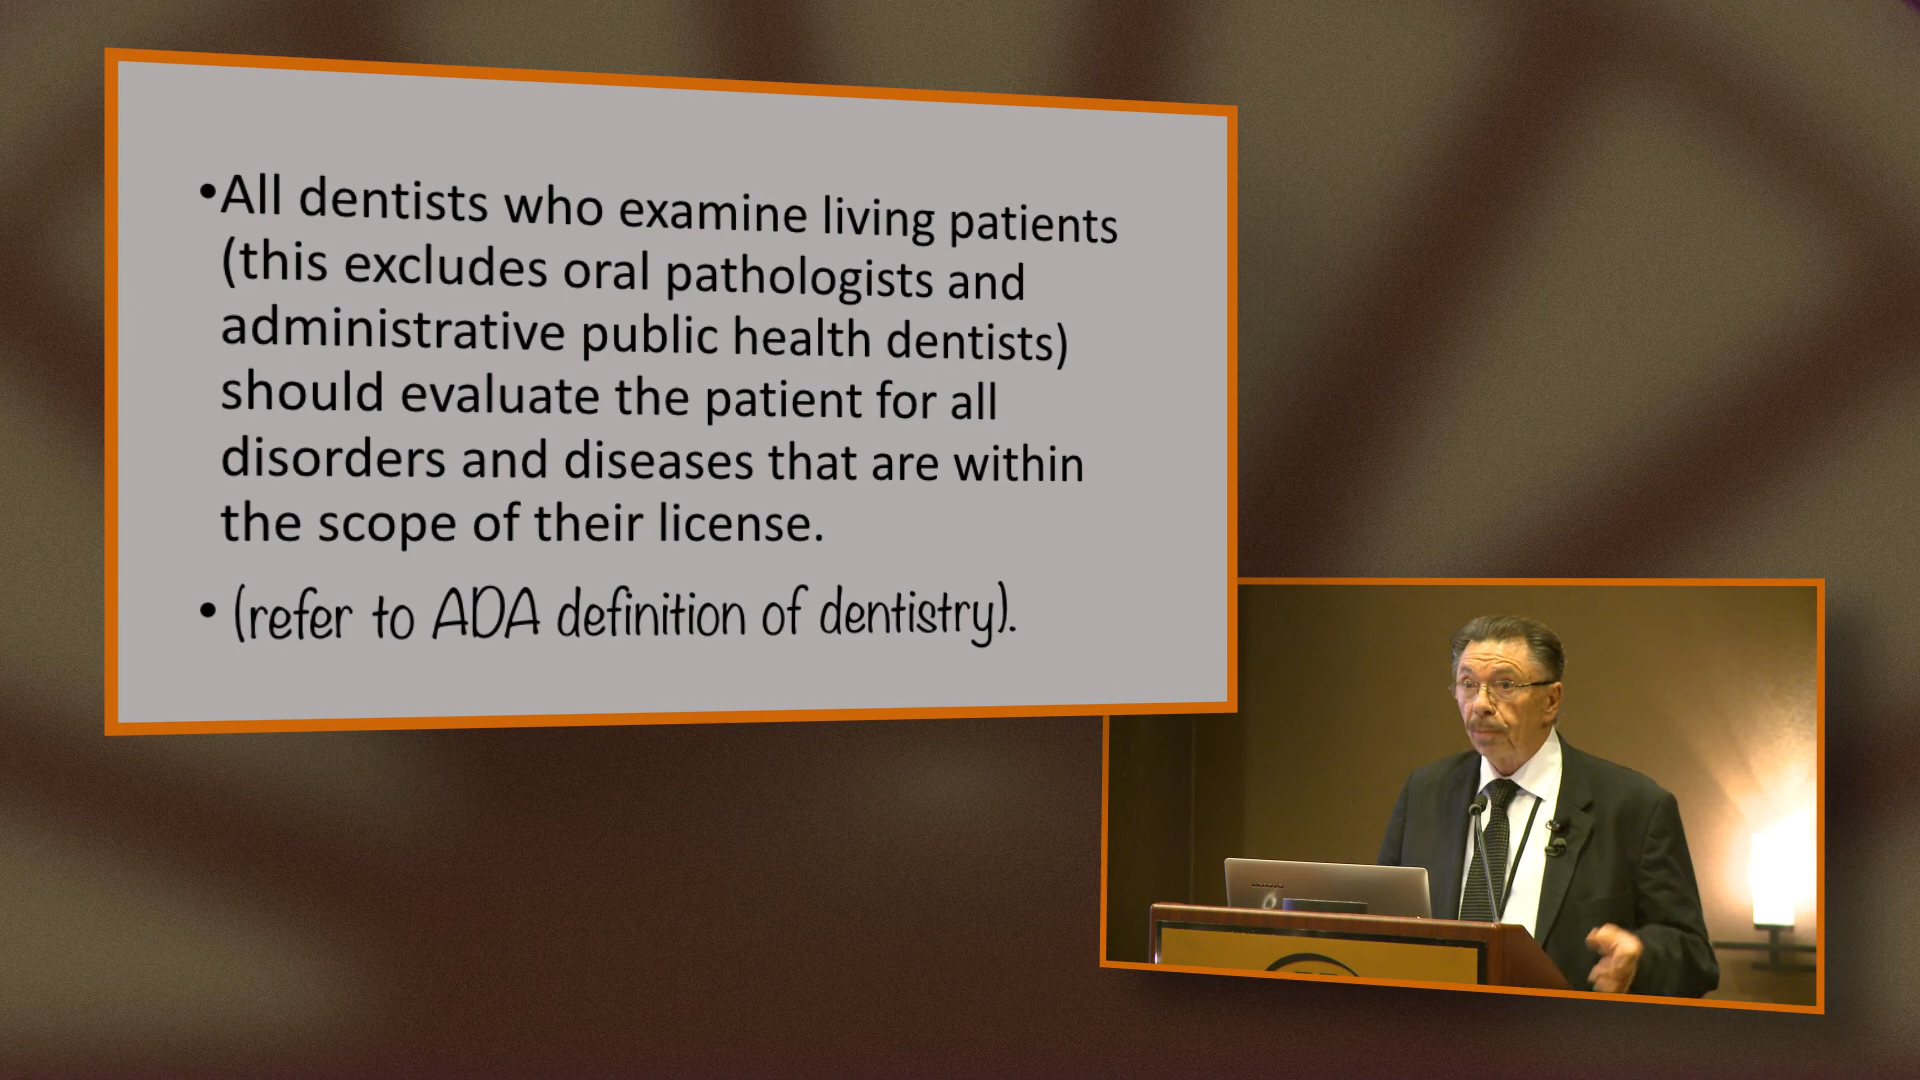 •All dentists who examine living patients
(this excludes oral pathologists and
administrative public health dentists)
should evaluate the patient for all
disorders and diseases that are within
the scope of their license.
• (refer to ADA definition of dentistry).